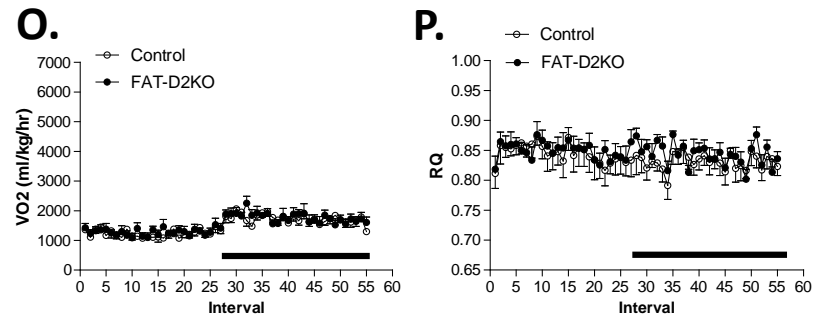 O.
Control
FAT-D2KO
VO2 (ml/kg/hr)
7000
6000
5000
4000
3000
2000
1000
0
0 5 10 15 20 25 30 35 40 45 50 55 60
Interval
P.
Control
FAT-D2KO
RQ
1.00
0.95
0.90
0.85
0.80
0.75
0.70
0.65
0 5 10 15 20 25 30 35 40 45 50 55 60
Interval